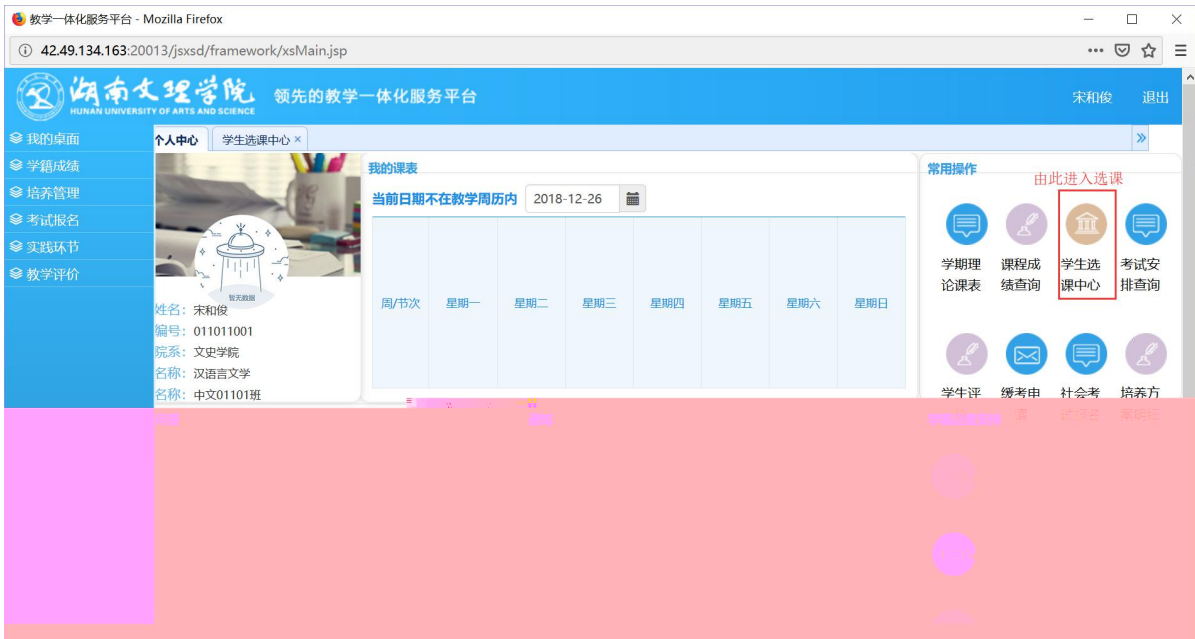 教学一体化服务平台 - Mozilla Firefox
42.49.134.163:20013/jsxsd/framework/xsMain.jsp
湖南文理学院
HUNAN UNIVERSITY OF ARTS AND SCIENCE
领先的教学一体化服务平台
宋和俊 退出
我的桌面
学籍成绩
培养管理
考试报名
实践环节
教学评价
个人中心 学生选课中心 ×
暂无数据
姓名：宋和俊
编号：011011001
院系：文史学院
名称：汉语言文学
名称：中文01101班
我的课表
当前日期不在教学周历内 2018-12-26
周/节次 星期一 星期二 星期三 星期四 星期五 星期六 星期日
常用操作
由此进入选课
学期理论课表
课程成绩查询
学生选课中心
考试安排查询
学生评
缓考申
社会考
培养方